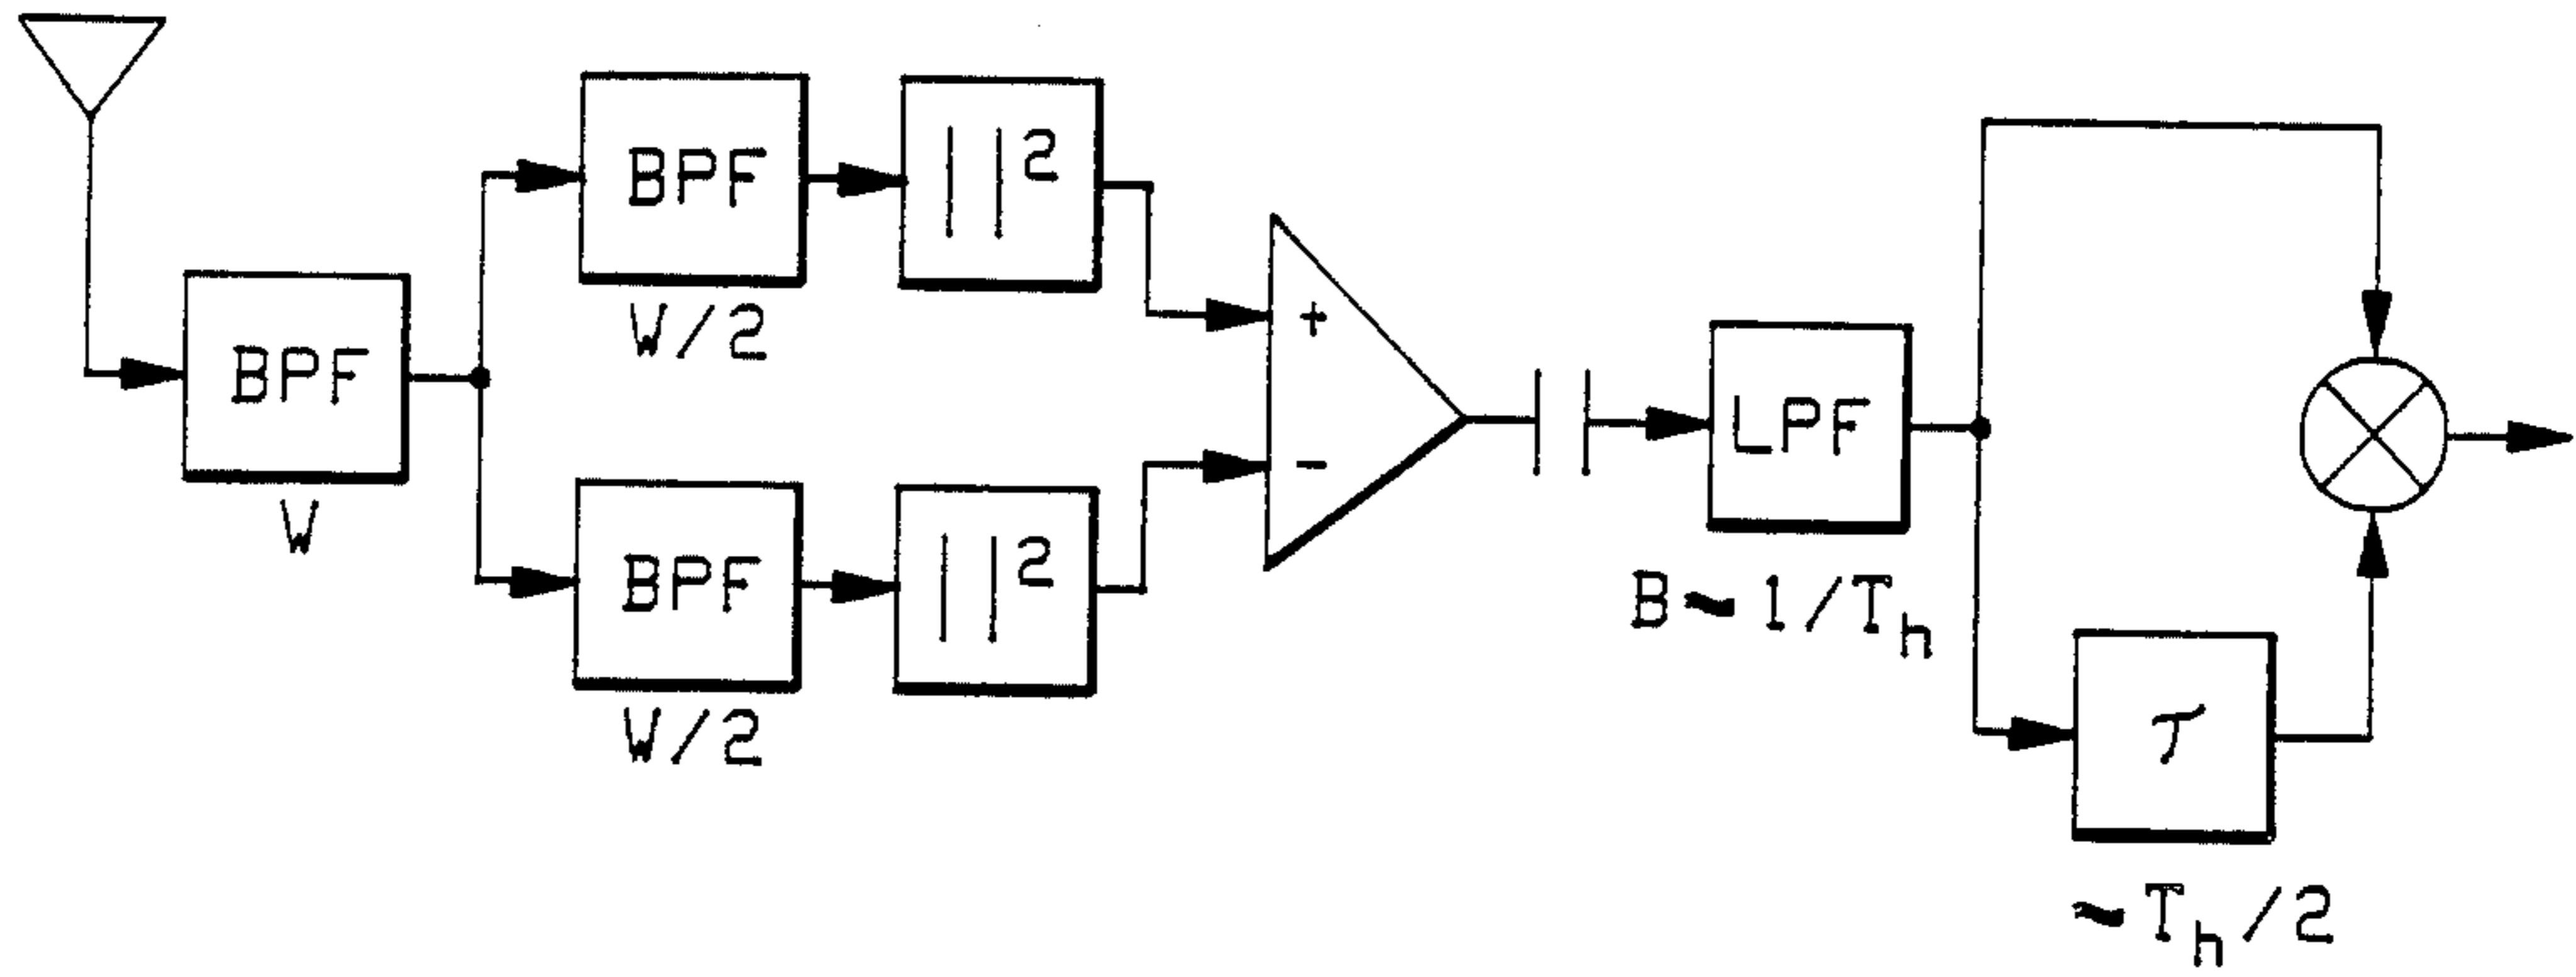 BPF
W
BPF
W/2
| |²
BPF
W/2
| |²
+
-
LPF
B≈1/Tₕ
τ
≈Tₕ/2